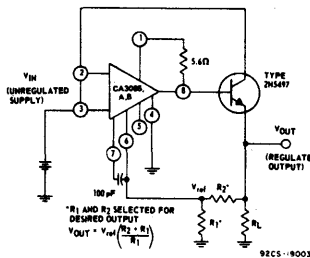 1
5.6Ω
TYPE
2N5497
VIN
(UNREGULATED
SUPPLY)
2
CA3085,
A,B
8
3
7
6
5
4
VOUT
(REGULATED
OUTPUT)
100 pF
Vref
R2*
R1*
RL
*R1 AND R2 SELECTED FOR
DESIRED OUTPUT
VOUT = Vref (R2 + R1 / R1)
92CS-19003